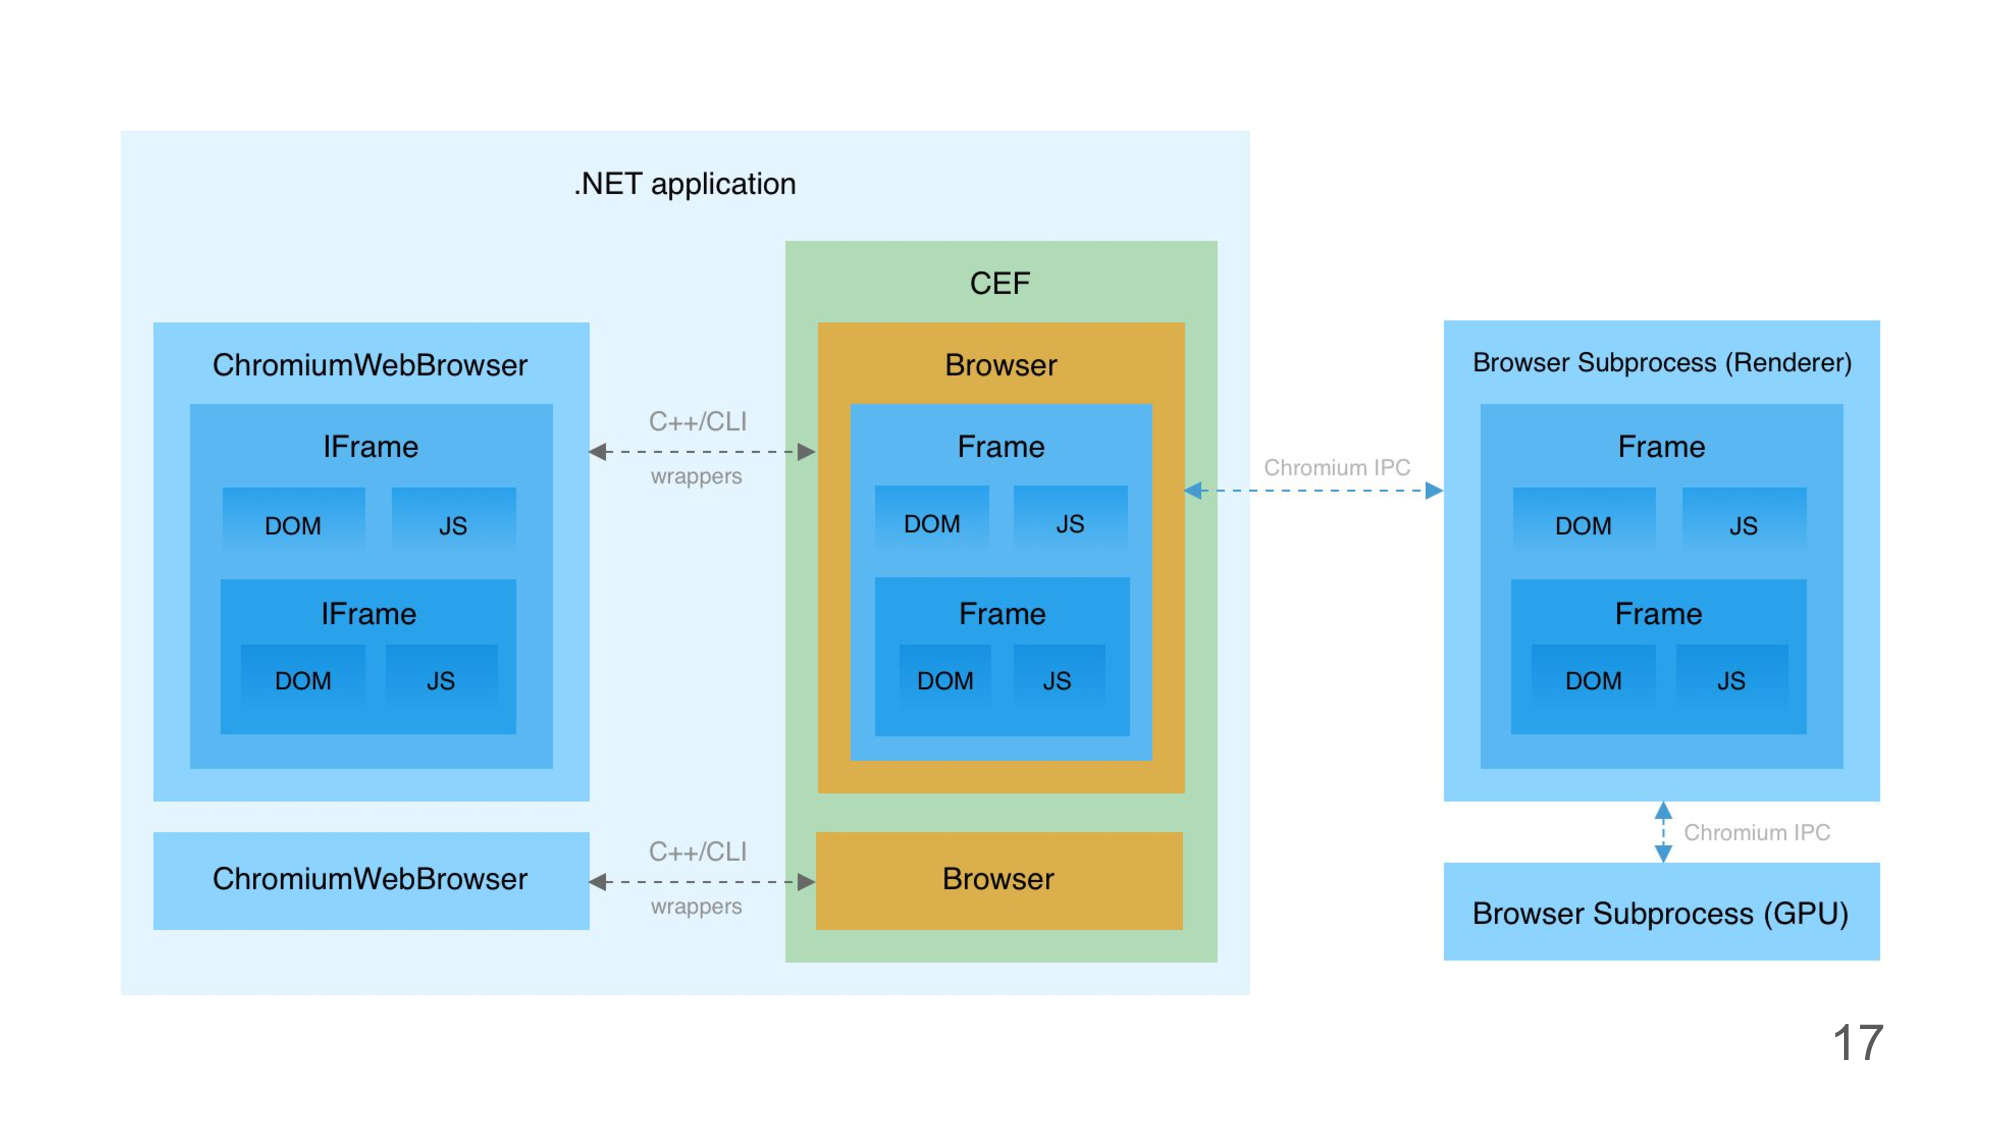 .NET application
ChromiumWebBrowser
IFrame
DOM
JS
IFrame
DOM
JS
C++/CLI
wrappers
CEF
Browser
Frame
DOM
JS
Frame
DOM
JS
Chromium IPC
Browser Subprocess (Renderer)
Frame
DOM
JS
Frame
DOM
JS
ChromiumWebBrowser
C++/CLI
wrappers
Browser
Chromium IPC
Browser Subprocess (GPU)
17